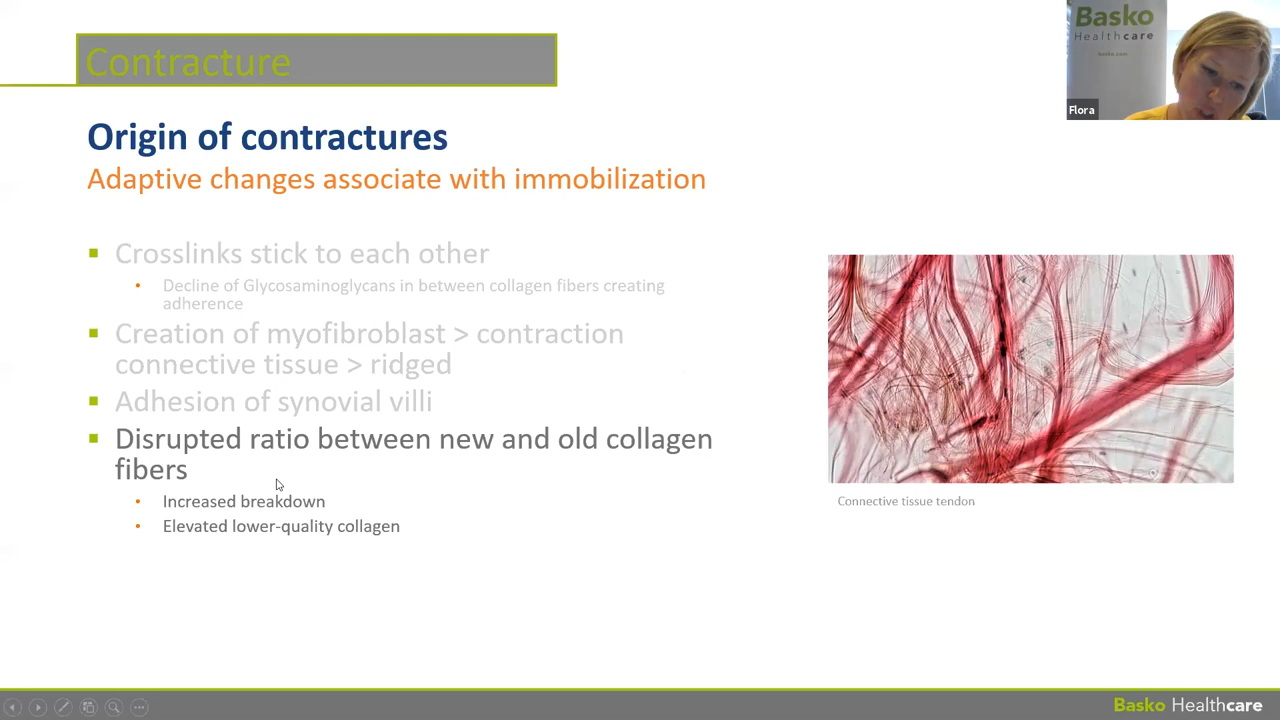 Contracture
Basko
Healthcare
basko.com
Flora
Origin of contractures
Adaptive changes associate with immobilization
Crosslinks stick to each other
Decline of Glycosaminoglycans in between collagen fibers creating
adherence
Creation of myofibroblast > contraction
connective tissue > ridged
Adhesion of synovial villi
Disrupted ratio between new and old collagen
fibers
Increased breakdown
Elevated lower-quality collagen
Connective tissue tendon
Basko Healthcare